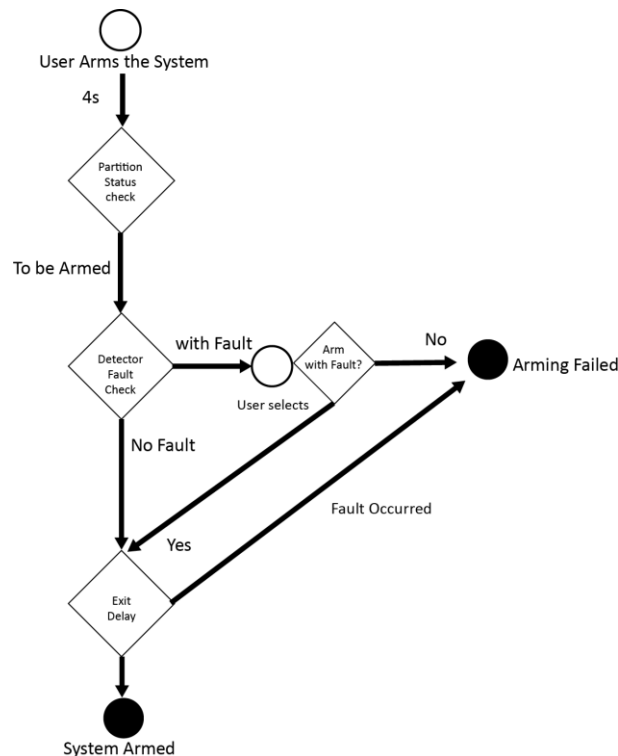 User Arms the System
4s
Partition
Status
check
To be Armed
Detector
Fault
Check
with Fault
User selects
Arm
with Fault?
No
Arming Failed
No Fault
Yes
Fault Occurred
Exit
Delay
System Armed